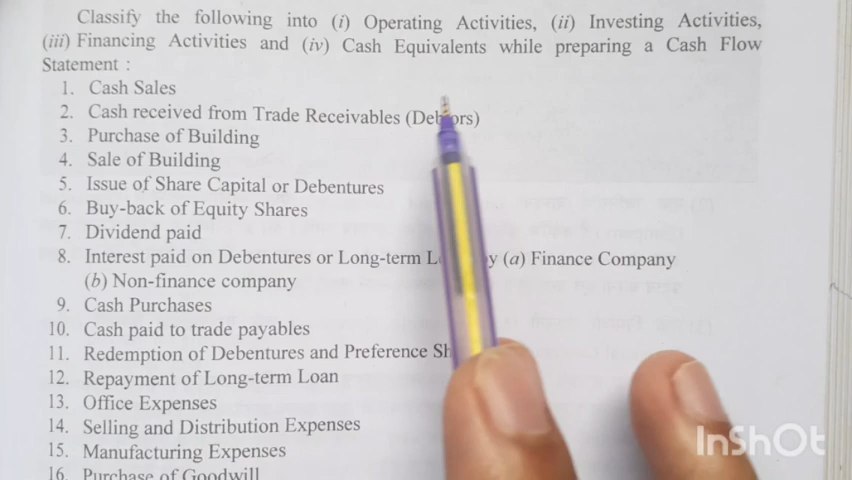 Classify the following into (i) Operating Activities, (ii) Investing Activities,
(iii) Financing Activities and (iv) Cash Equivalents while preparing a Cash Flow
Statement :
1. Cash Sales
2. Cash received from Trade Receivables (Debtors)
3. Purchase of Building
4. Sale of Building
5. Issue of Share Capital or Debentures
6. Buy-back of Equity Shares
7. Dividend paid
8. Interest paid on Debentures or Long-term (a) Finance Company
(b) Non-finance company
9. Cash Purchases
10. Cash paid to trade payables
11. Redemption of Debentures and Preference
12. Repayment of Long-term Loan
13. Office Expenses
14. Selling and Distribution Expenses
15. Manufacturing Expenses
16. Purchase of Goodwill
InShOt